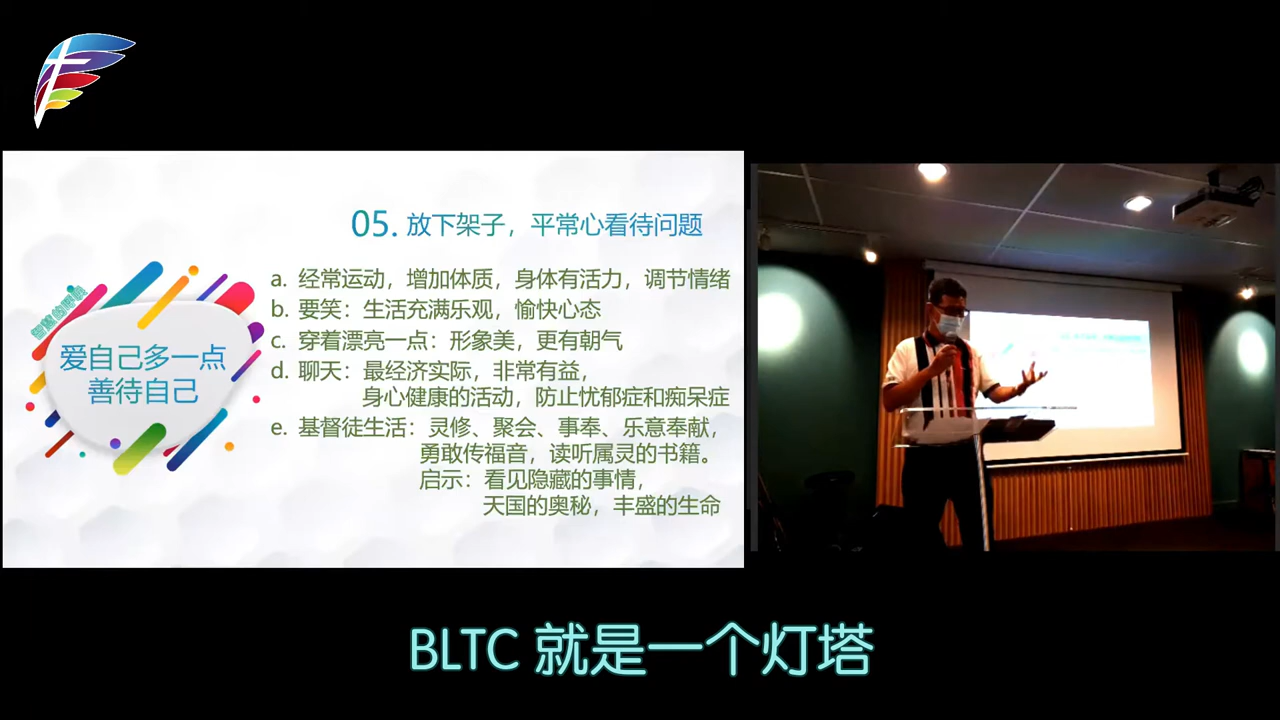 05. 放下架子，平常心看待问题
a. 经常运动，增加体质，身体有活力，调节情绪
b. 要笑：生活充满乐观，愉快心态
c. 穿着漂亮一点：形象美，更有朝气
d. 聊天：最经济实际，非常有益，
身心健康的活动，防止忧郁症和痴呆症
e. 基督徒生活：灵修、聚会、事奉、乐意奉献，
勇敢传福音，读听属灵的书籍。
启示：看见隐藏的事情，
天国的奥秘，丰盛的生命
爱自己多一点
善待自己
BLTC 就是一个灯塔